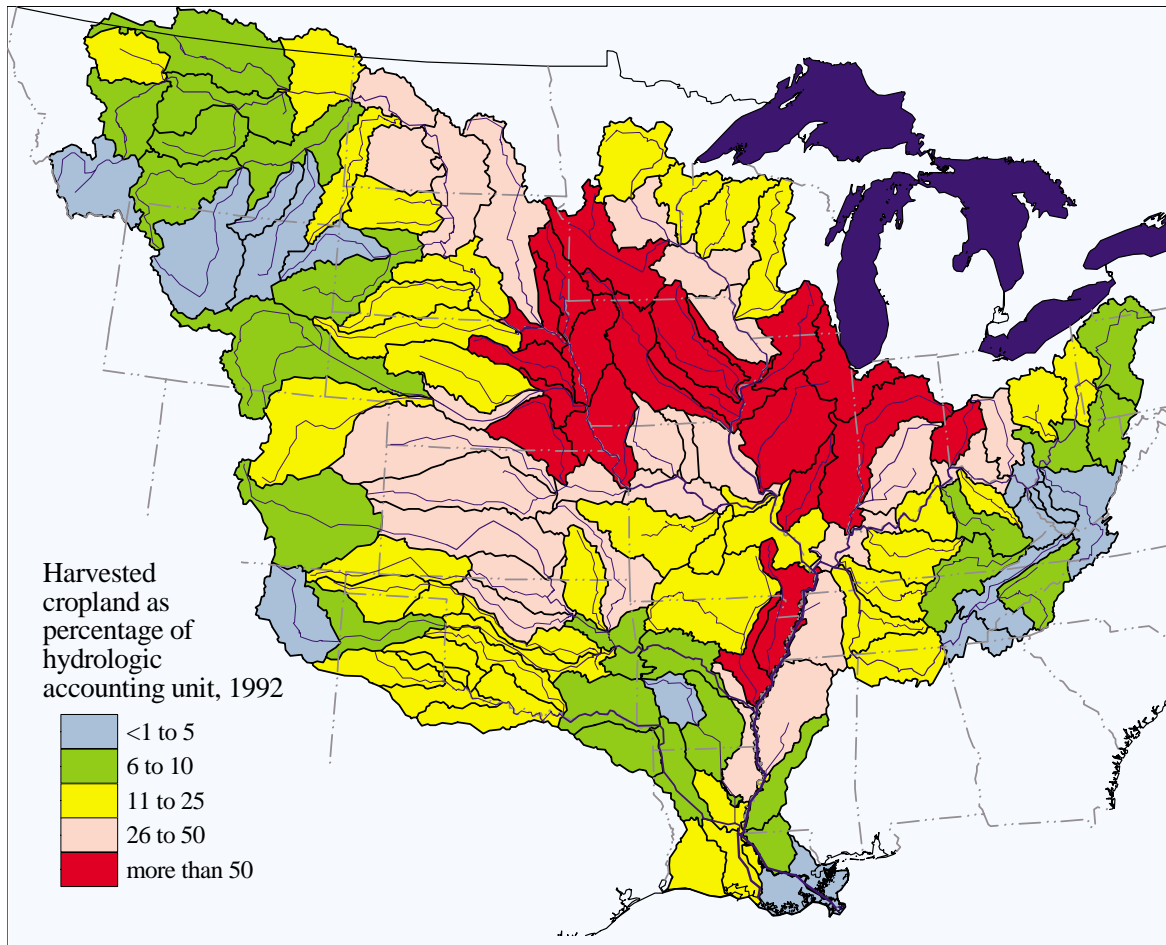 Harvested
cropland as
percentage of
hydrologic
accounting unit, 1992
<1 to 5
6 to 10
11 to 25
26 to 50
more than 50